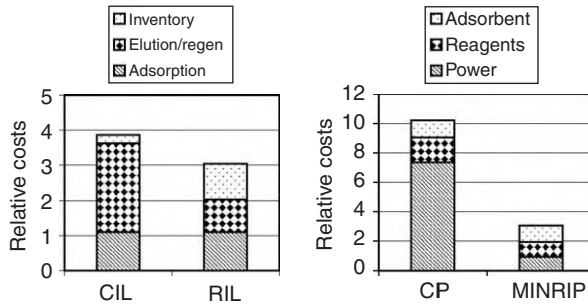 Inventory
Elution/regen
Adsorption
5
4
3
2
1
0
Relative costs
CIL
RIL
Adsorbent
Reagents
Power
12
10
8
6
4
2
0
Relative costs
CP
MINRIP